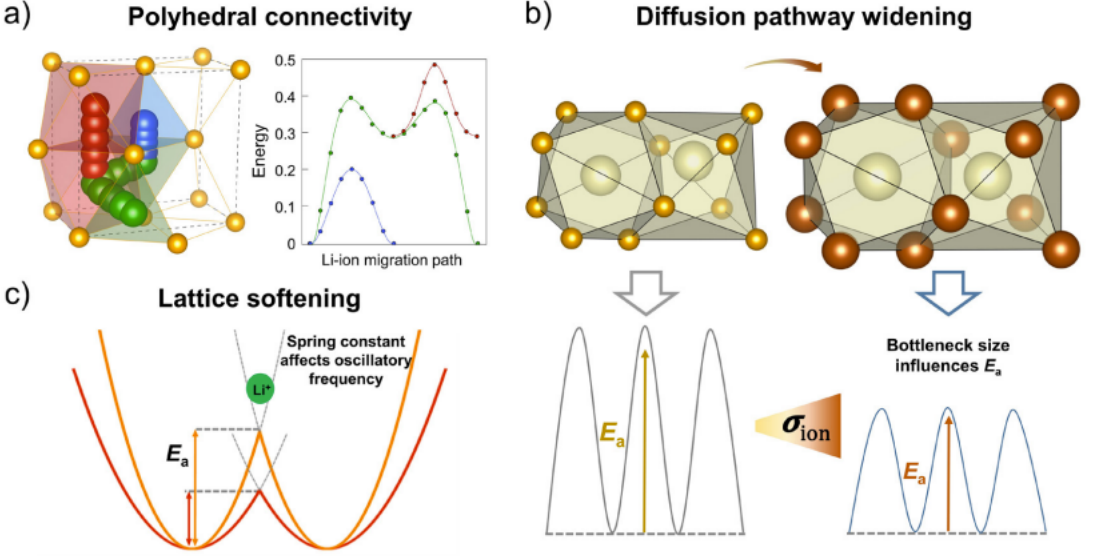 a)
Polyhedral connectivity
0.5
0.4
0.3
0.2
0.1
0
Energy
Li-ion migration path
b)
Diffusion pathway widening
Bottleneck size
influences Eₐ
Eₐ
σion
Eₐ
c)
Lattice softening
Spring constant
affects oscillatory
frequency
Li⁺
Eₐ